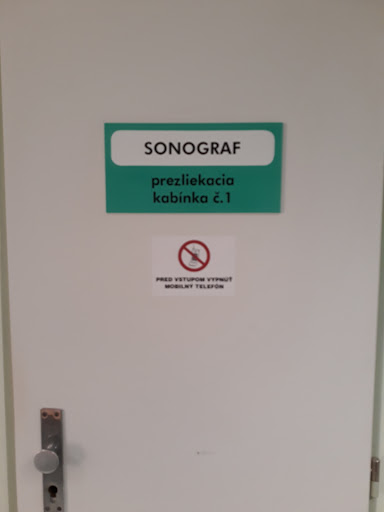 SONOGRAF
prezliekacia
kabínka č.1
PRED VSTUPOM VYPNÚŤ
MOBILNÝ TELEFÓN